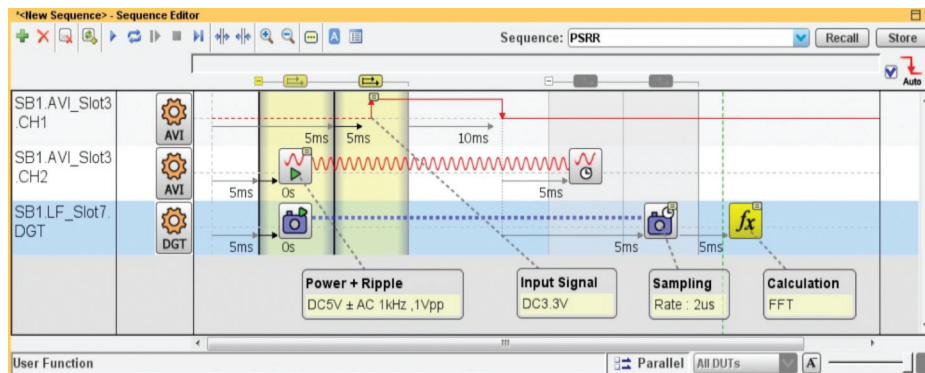 *<New Sequence> - Sequence Editor
A
Sequence: PSRR
Recall
Store
Auto
SB1.AVI_Slot3
.CH1
AVI
5ms
5ms
10ms
SB1.AVI_Slot3
.CH2
AVI
5ms
0s
5ms
SB1.LF_Slot7.
DGT
DGT
5ms
0s
5ms
5ms
fx
Power + Ripple
DC5V ± AC 1kHz ,1Vpp
Input Signal
DC3.3V
Sampling
Rate : 2us
Calculation
FFT
User Function
Parallel
All DUTs
A